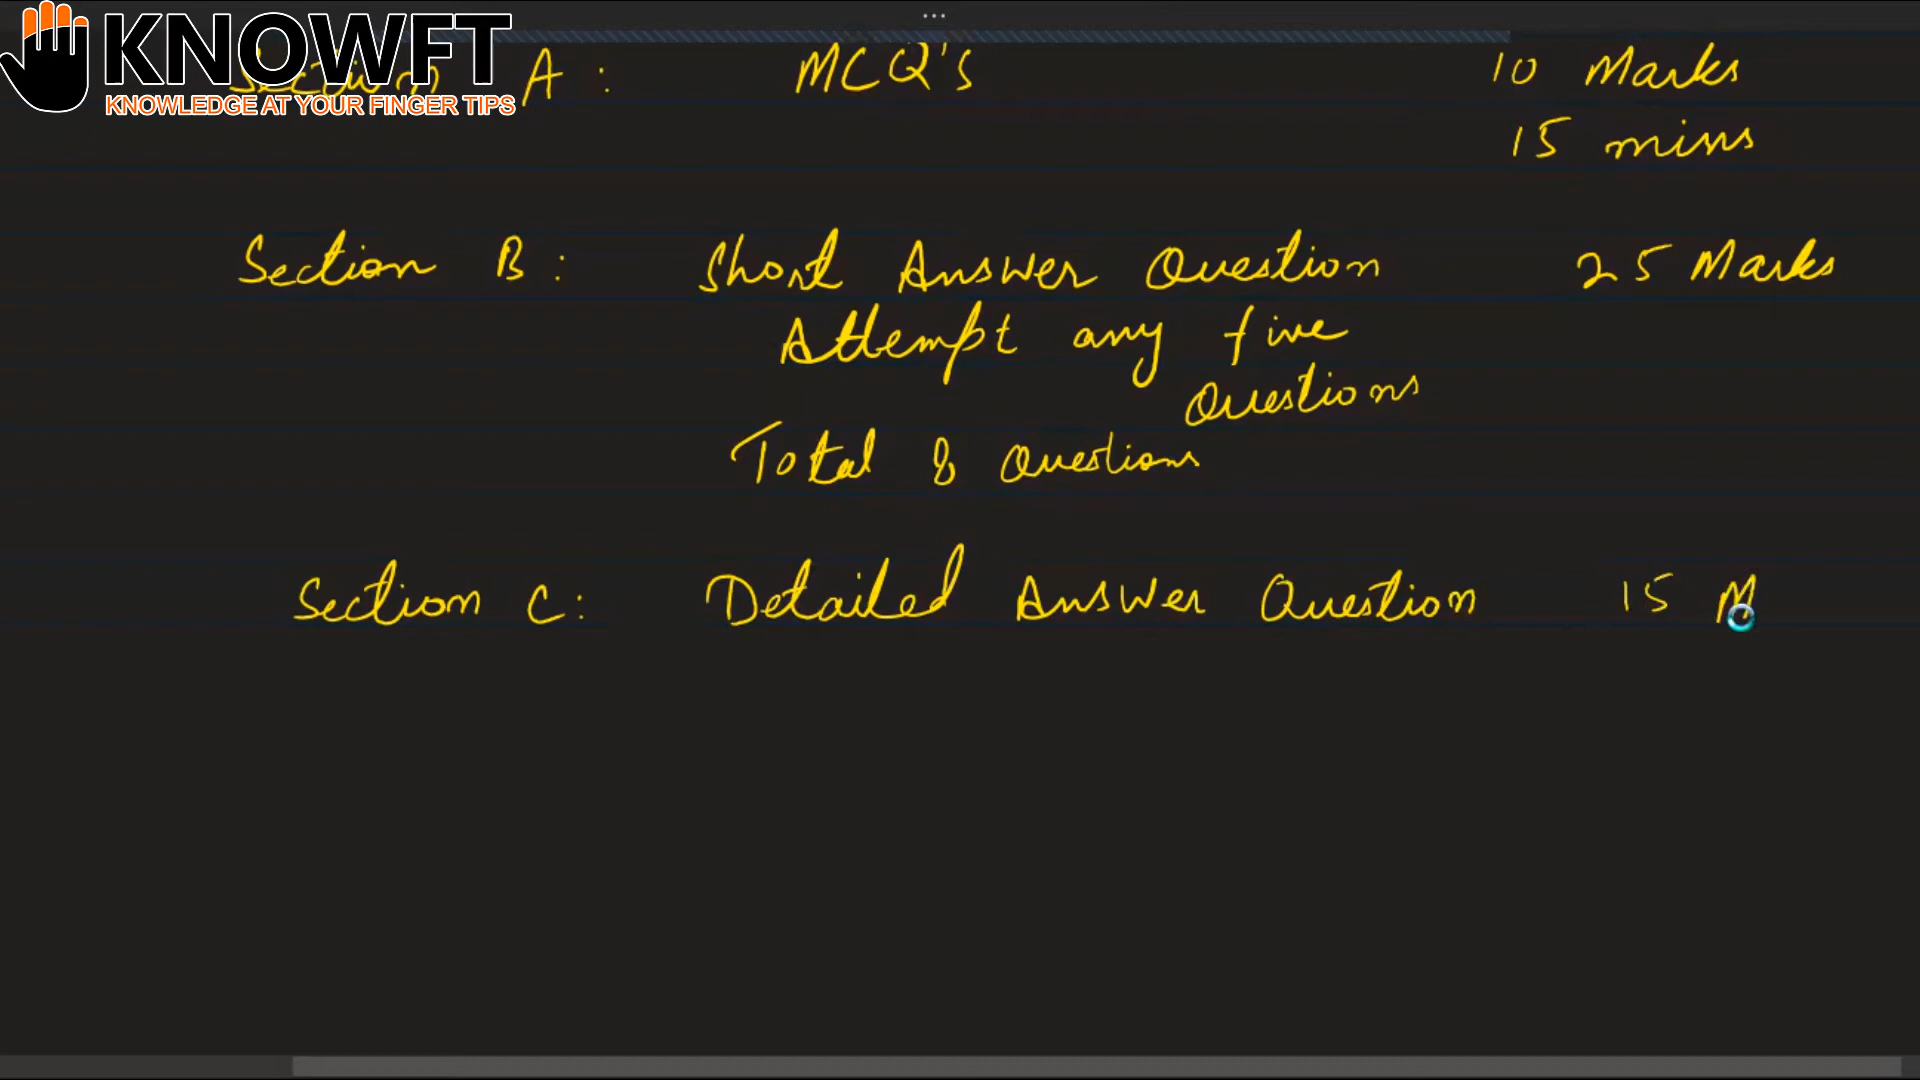 KNOWFT
KNOWLEDGE AT YOUR FINGER TIPS
Section A : MCQ's 10 Marks
15 mins
Section B : Short Answer Question 25 Marks
Attempt any five
Questions
Total 8 Questions
Section C : Detailed Answer Question 15 M